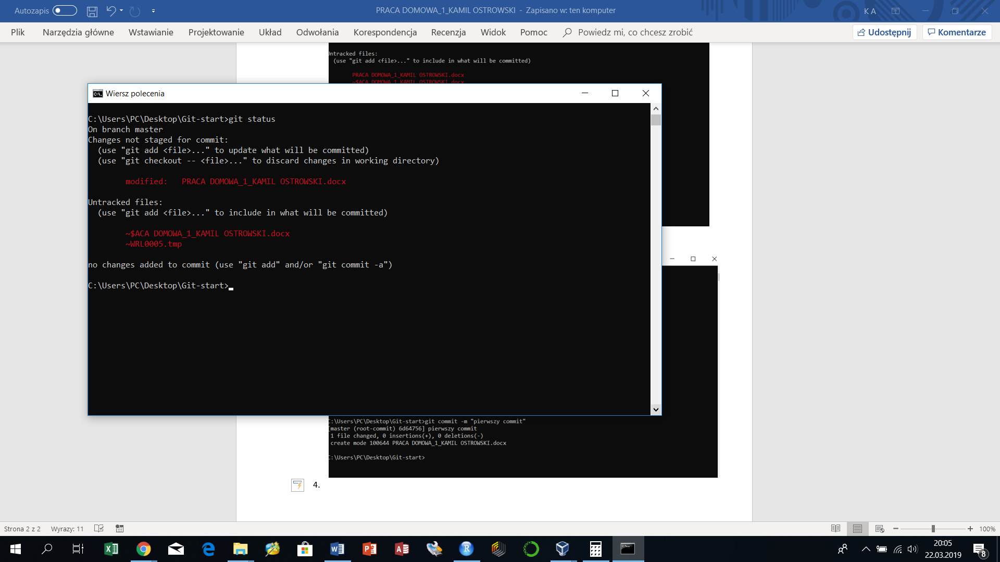 Autozapis
PRACA DOMOWA_1_KAMIL OSTROWSKI - Zapisano w: ten komputer
K A
Plik Narzędzia główne Wstawianie Projektowanie Układ Odwołania Korespondencja Recenzja Widok Pomoc Powiedz mi, co chcesz zrobić Udostępnij Komentarze
Untracked files:
(use "git add <file>..." to include in what will be committed)
PRACA DOMOWA_1_KAMIL OSTROWSKI.docx
~$ACA DOMOWA_1_KAMIL OSTROWSKI.docx
Wiersz polecenia
C:\Users\PC\Desktop\Git-start>git status
On branch master
Changes not staged for commit:
(use "git add <file>..." to update what will be committed)
(use "git checkout -- <file>..." to discard changes in working directory)
modified: PRACA DOMOWA_1_KAMIL OSTROWSKI.docx
Untracked files:
(use "git add <file>..." to include in what will be committed)
~$ACA DOMOWA_1_KAMIL OSTROWSKI.docx
~WRL0005.tmp
no changes added to commit (use "git add" and/or "git commit -a")
C:\Users\PC\Desktop\Git-start>
C:\Users\PC\Desktop\Git-start>git commit -m "pierwszy commit"
[master (root-commit) 6d64756] pierwszy commit
1 file changed, 0 insertions(+), 0 deletions(-)
create mode 100644 PRACA DOMOWA_1_KAMIL OSTROWSKI.docx
C:\Users\PC\Desktop\Git-start>
4.
Strona 2 z 2 Wyrazy: 11 100%
20:05
22.03.2019
8